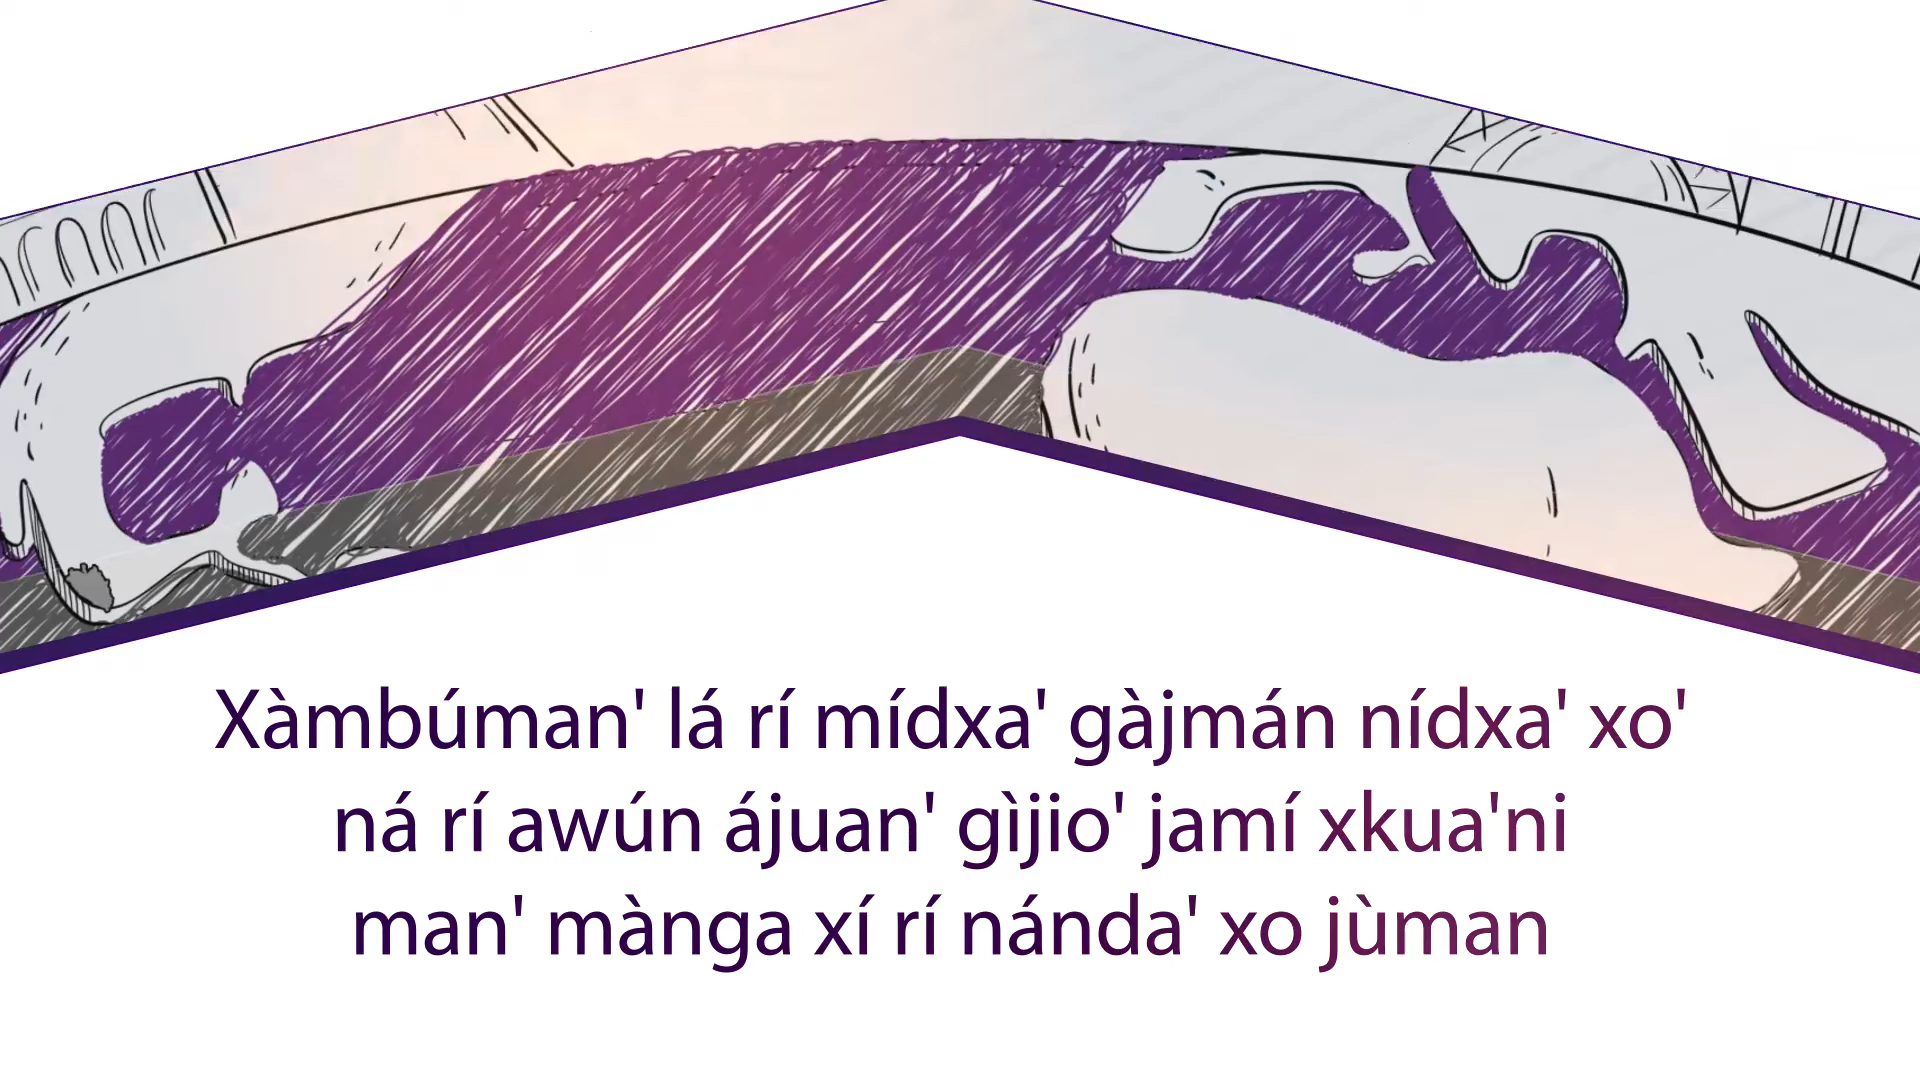 Xàmbúman' lá rí mídxa' gàjmán nídxa' xo'
ná rí awún ájuan' gìjio' jamí xkua'ni
man' mànga xí rí nánda' xo jùman